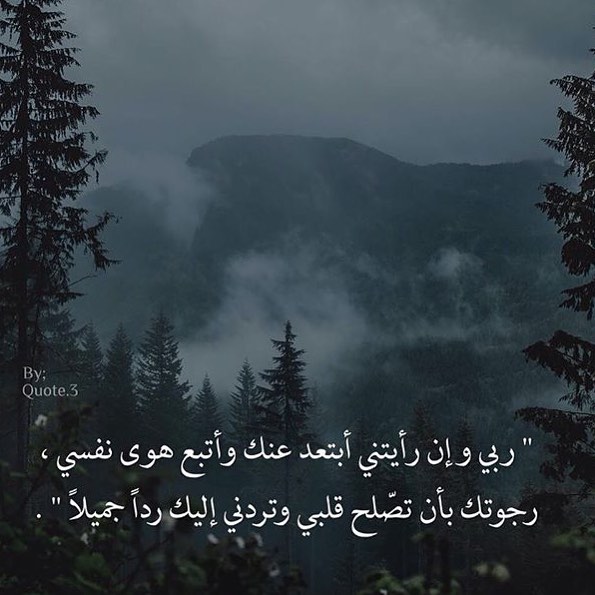 By;
Quote.3
" ربي وإن رأيتني أبتعد عنك وأتبع هوى نفسي ،
رجوتك بأن تصّلح قلبي وتردني إليك رداً جميلاً " .